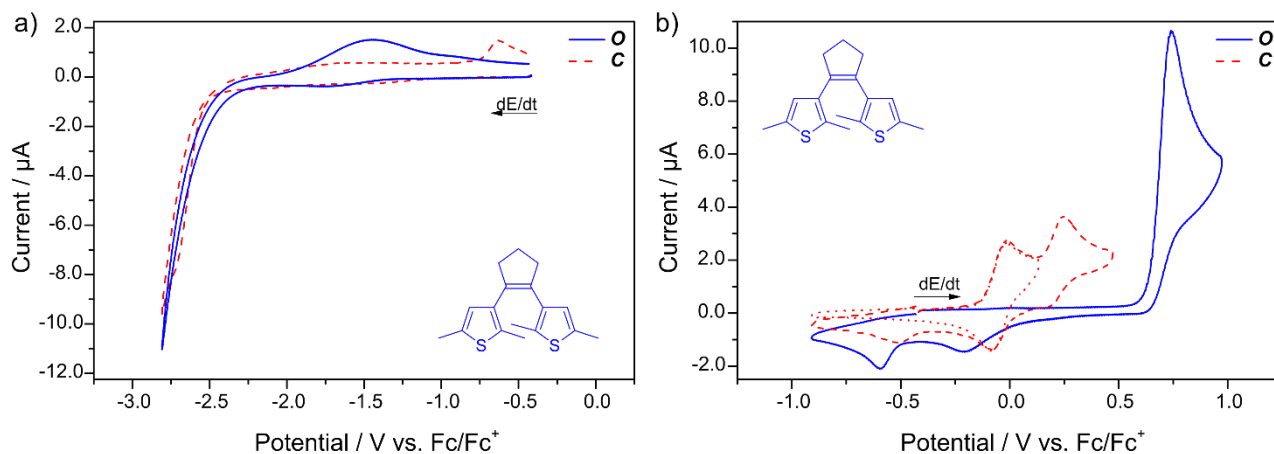 a)
2.0
0.0
-2.0
-4.0
-6.0
-8.0
-10.0
-12.0
Current / µA
O
C
dE/dt
S
S
-3.0
-2.5
-2.0
-1.5
-1.0
-0.5
0.0
Potential / V vs. Fc/Fc⁺
b)
10.0
8.0
6.0
4.0
2.0
0.0
-2.0
Current / µA
S
S
O
C
dE/dt
-1.0
-0.5
0.0
0.5
1.0
Potential / V vs. Fc/Fc⁺